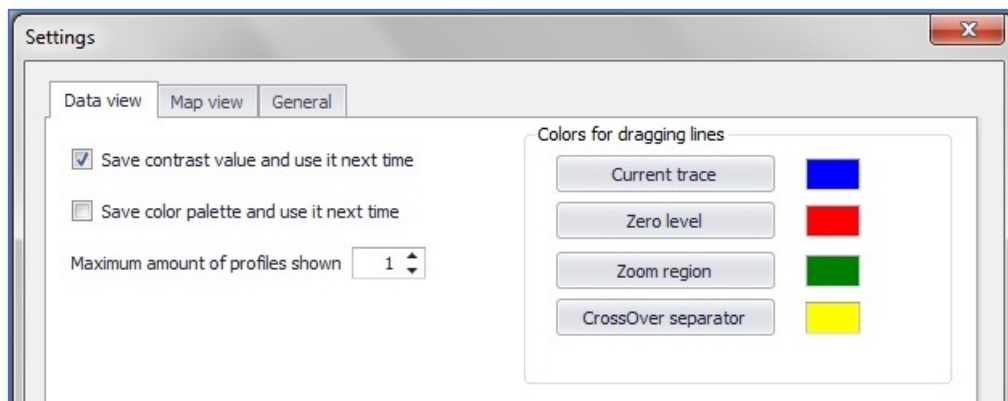 Settings
X
Data view Map view General
Save contrast value and use it next time
Save color palette and use it next time
Maximum amount of profiles shown 1
Colors for dragging lines
Current trace
Zero level
Zoom region
CrossOver separator